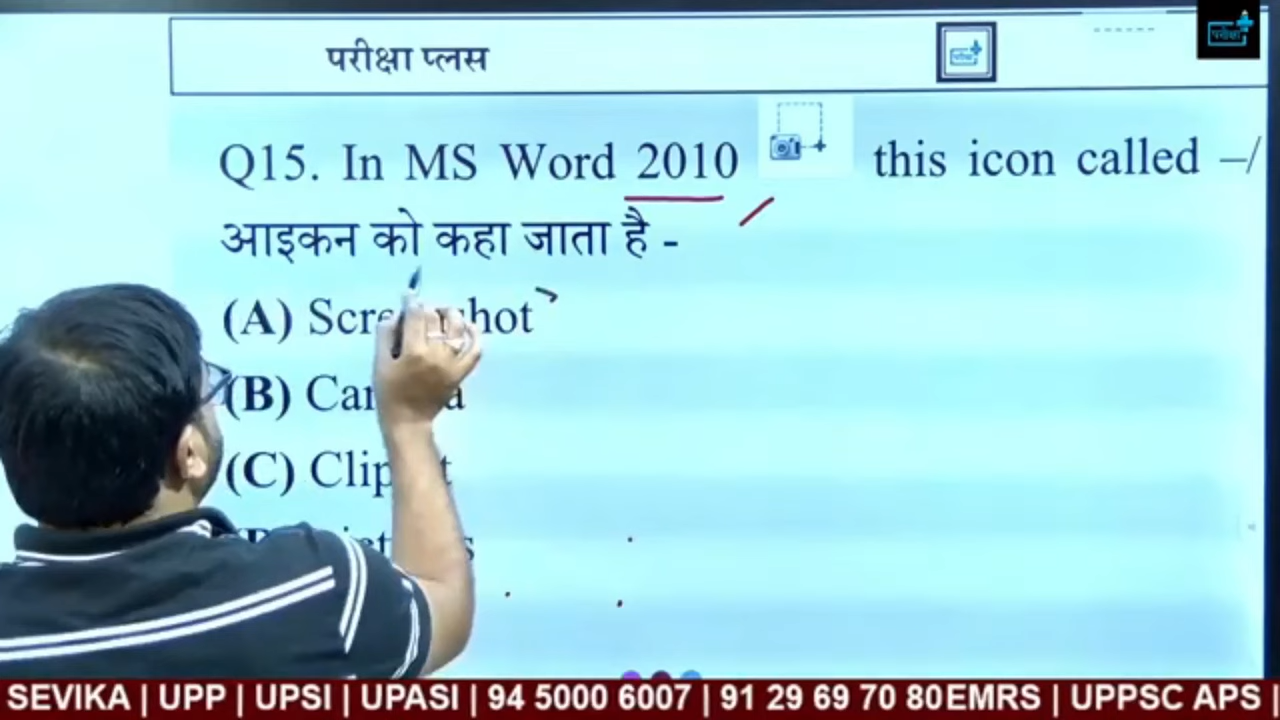 परीक्षा प्लस
Q15. In MS Word 2010 this icon called –/
आइकन को कहा जाता है -
(A)
(B)
(C)
SEVIKA | UPP | UPSI | UPASI | 94 5000 6007 | 91 29 69 70 80EMRS | UPPSC APS |